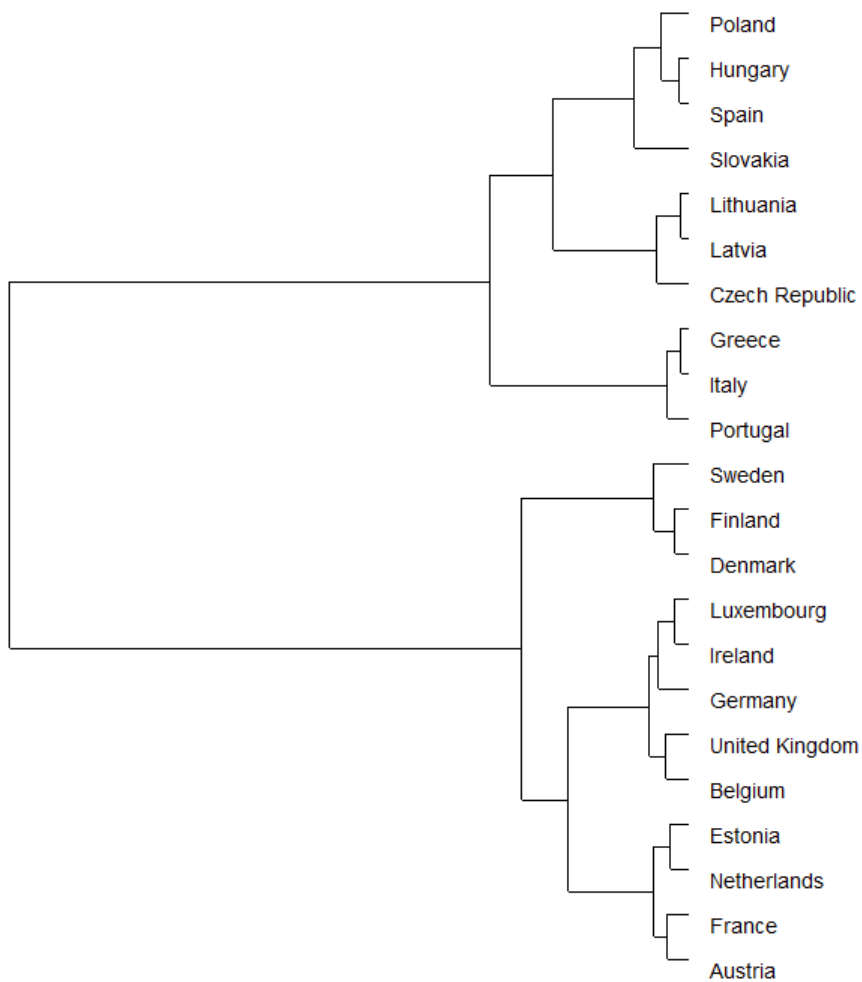 Poland
Hungary
Spain
Slovakia
Lithuania
Latvia
Czech Republic
Greece
Italy
Portugal
Sweden
Finland
Denmark
Luxembourg
Ireland
Germany
United Kingdom
Belgium
Estonia
Netherlands
France
Austria